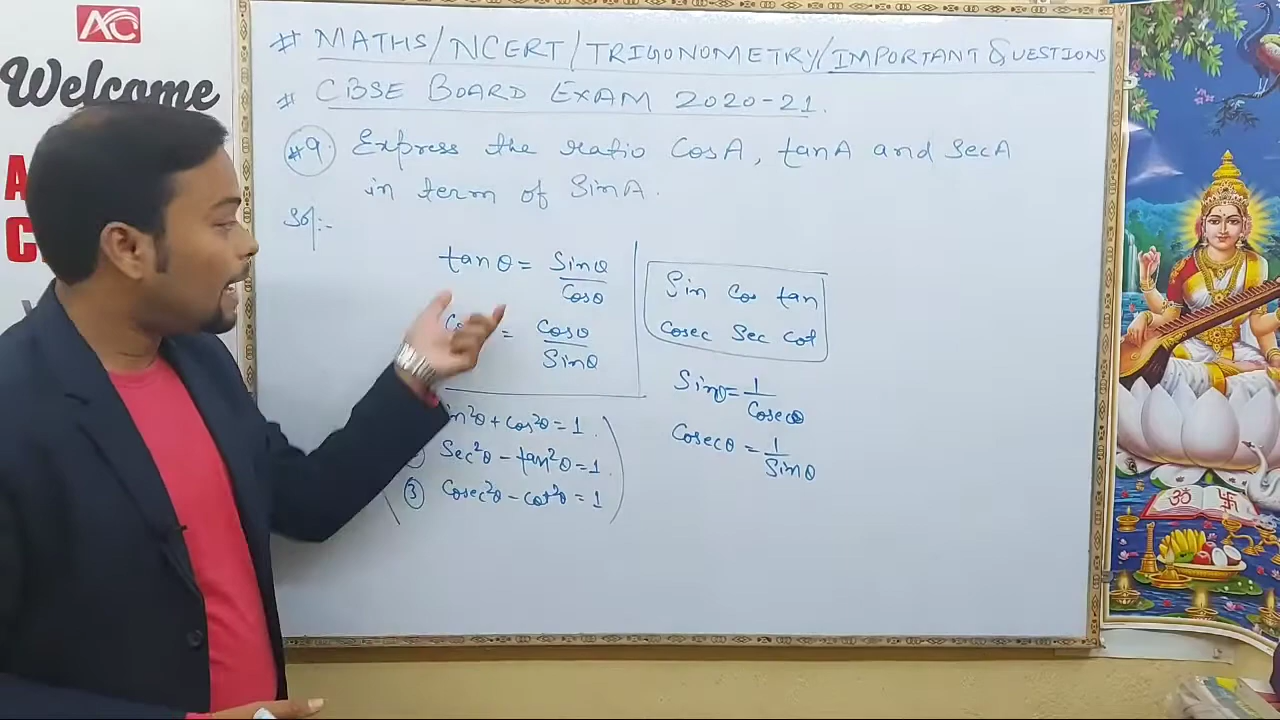 AC
Welcome
# MATHS/NCERT/TRIGONOMETRY/IMPORTANT QUESTIONS
# CBSE BOARD EXAM 2020-21.
#9 Express the ratio CosA, tanA and SecA
in term of SinA.
Sol:-
tanθ = Sinθ/Cosθ
= Cosθ/Sinθ
Sin Cos tan
Cosec Sec Cot
Sinθ = 1/Cosecθ
Cosecθ = 1/Sinθ
in²θ + cos²θ = 1.
Sec²θ - tan²θ = 1.
③ Cosec²θ - cot²θ = 1
ॐ